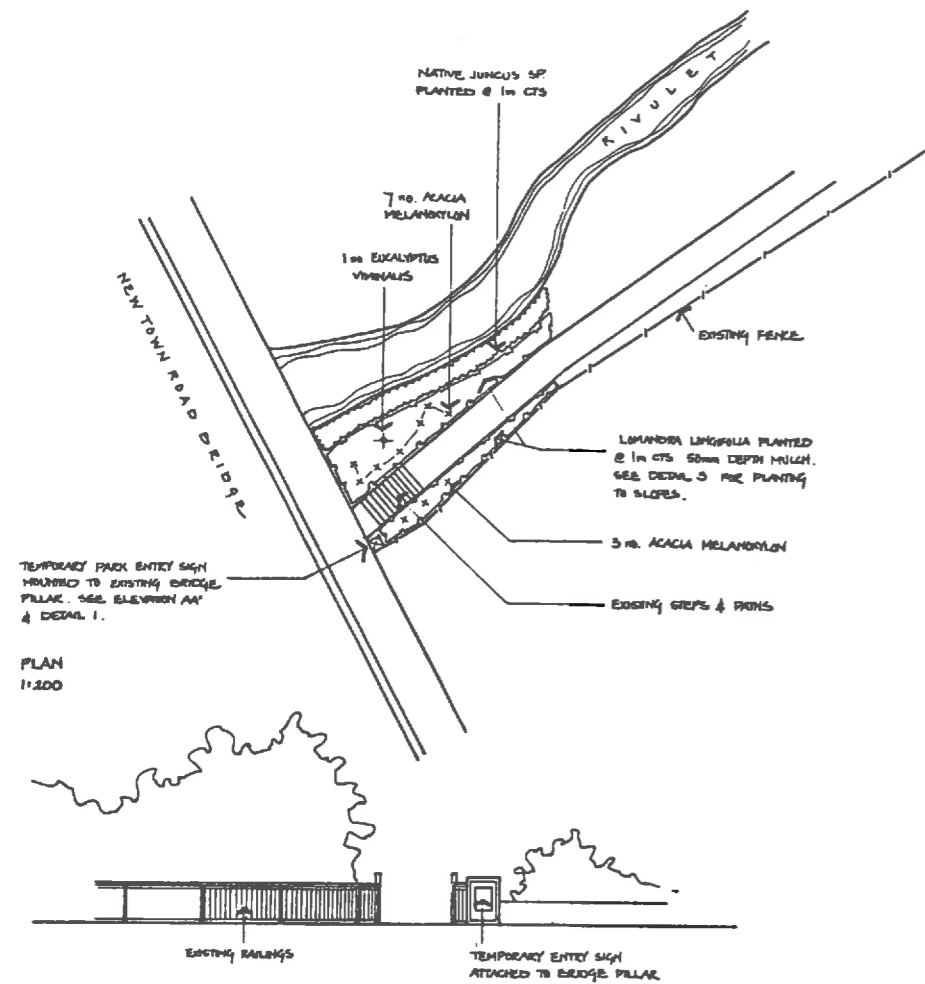 NATIVE JUNCUS SP.
PLANTED @ 1m CTS
RIVULET
7 no. ACACIA
MELANOXYLON
1 no EUCALYPTUS
VIMINALIS
NEW TOWN ROAD BRIDGE
EXISTING FENCE
LOMANDRA LONGIFOLIA PLANTED
@ 1m CTS 50mm DEPTH MULCH.
SEE DETAIL 3 FOR PLANTING
TO SLOPES.
3 no. ACACIA MELANOXYLON
TEMPORARY PARK ENTRY SIGN
MOUNTED TO EXISTING BRIDGE
PILLAR. SEE ELEVATION AA'
& DETAIL 1.
EXISTING STEPS & PATHS
PLAN
1:200
EXISTING RAILINGS
TEMPORARY ENTRY SIGN
ATTACHED TO BRIDGE PILLAR